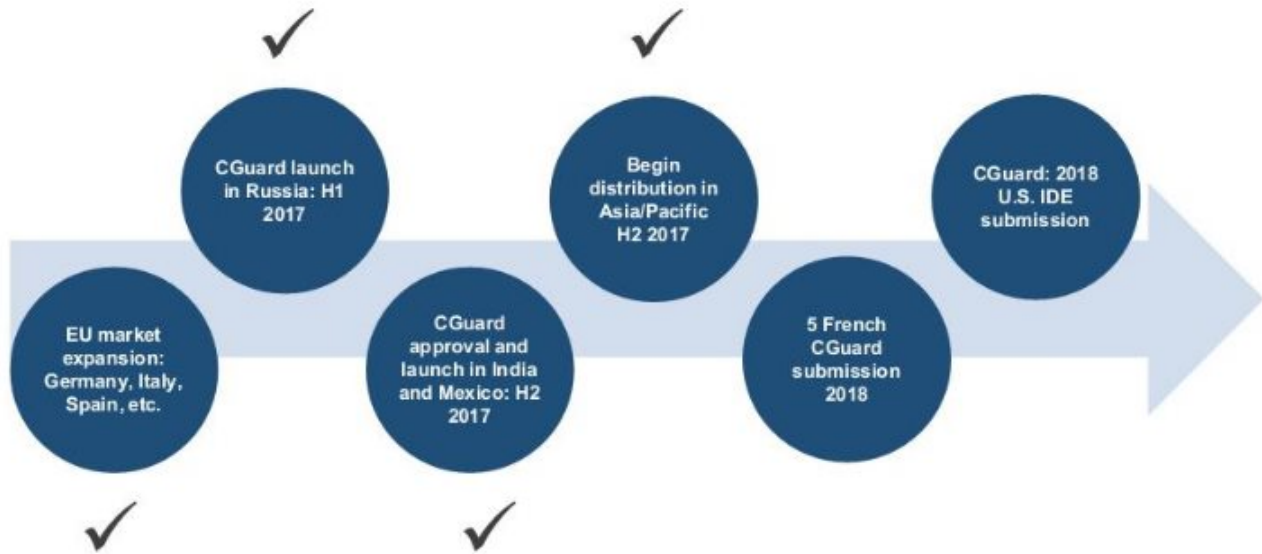 EU market
expansion:
Germany, Italy,
Spain, etc.
CGuard launch
in Russia: H1
2017
CGuard
approval and
launch in India
and Mexico: H2
2017
Begin
distribution in
Asia/Pacific
H2 2017
5 French
CGuard
submission
2018
CGuard: 2018
U.S. IDE
submission